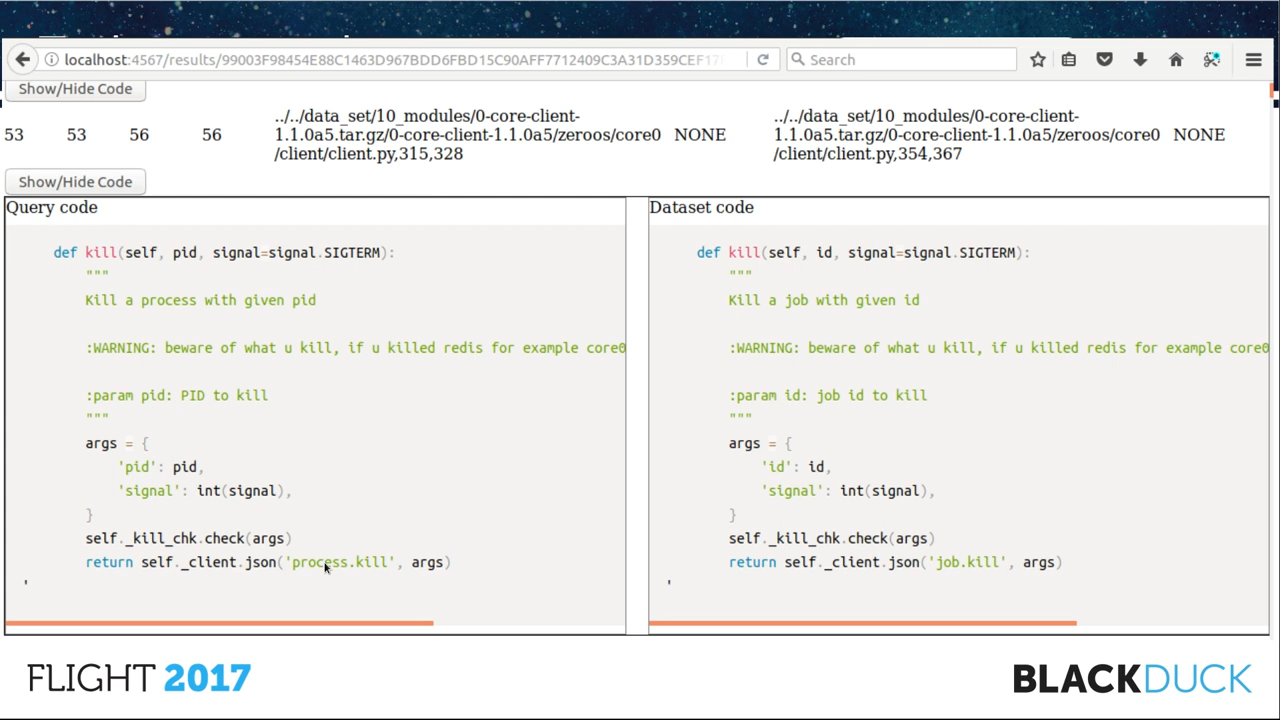 localhost:4567/results/99003F98454E88C1463D967BDD6FBD15C90AFF7712409C3A31D359CEF17
Search
Show/Hide Code
53 53 56 56
../../data_set/10_modules/0-core-client-
1.1.0a5.tar.gz/0-core-client-1.1.0a5/zeroos/core0 NONE
/client/client.py,315,328
../../data_set/10_modules/0-core-client-
1.1.0a5.tar.gz/0-core-client-1.1.0a5/zeroos/core0 NONE
/client/client.py,354,367
Show/Hide Code
Query code
def kill(self, pid, signal=signal.SIGTERM):
"""
Kill a process with given pid
:WARNING: beware of what u kill, if u killed redis for example core0
:param pid: PID to kill
"""
args = {
'pid': pid,
'signal': int(signal),
}
self._kill_chk.check(args)
return self._client.json('process.kill', args)
'
Dataset code
def kill(self, id, signal=signal.SIGTERM):
"""
Kill a job with given id
:WARNING: beware of what u kill, if u killed redis for example core0
:param id: job id to kill
"""
args = {
'id': id,
'signal': int(signal),
}
self._kill_chk.check(args)
return self._client.json('job.kill', args)
'
FLIGHT 2017
BLACKDUCK